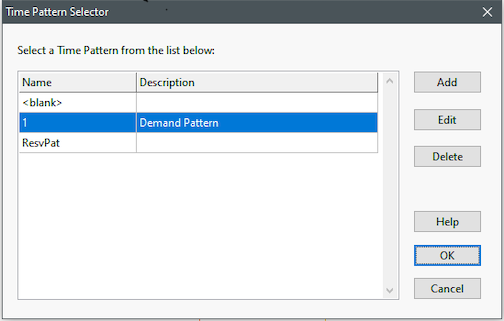 Time Pattern Selector
Select a Time Pattern from the list below:
Name Description
<blank>
1 Demand Pattern
ResvPat
Add
Edit
Delete
Help
OK
Cancel